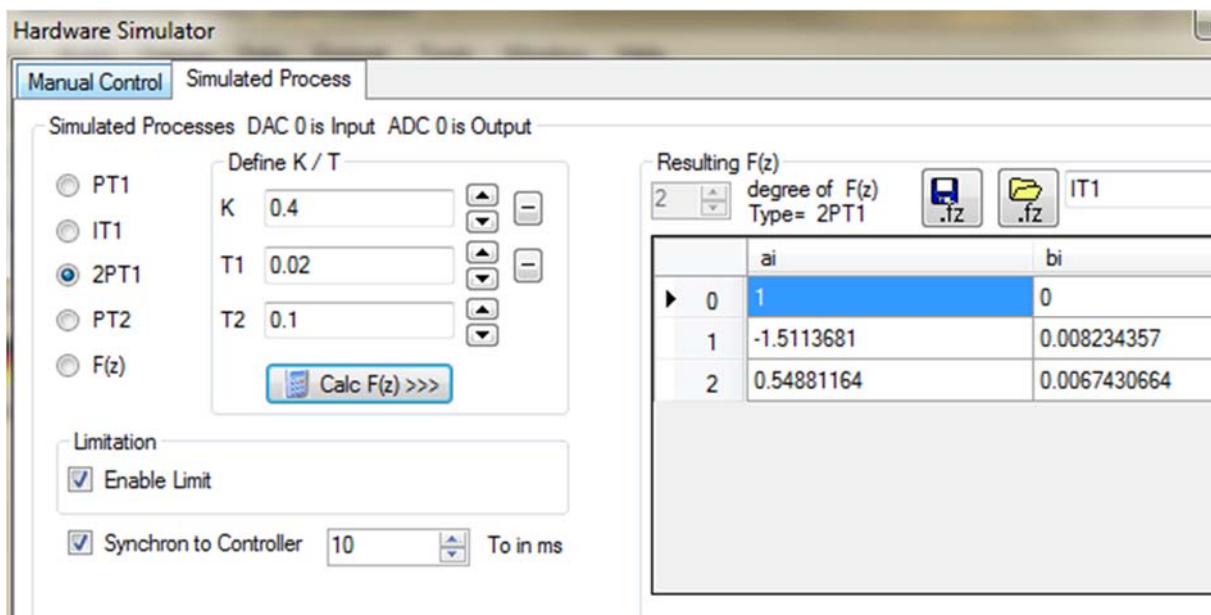 Hardware Simulator
Manual Control Simulated Process
Simulated Processes DAC 0 is Input ADC 0 is Output
PT1
IT1
2PT1
PT2
F(z)
Define K / T
K 0.4
T1 0.02
T2 0.1
Calc F(z) >>>
Limitation
Enable Limit
Synchron to Controller 10 To in ms
Resulting F(z)
2 degree of F(z)
Type= 2PT1
.fz .fz IT1
ai bi
0 1 0
1 -1.5113681 0.008234357
2 0.54881164 0.0067430664